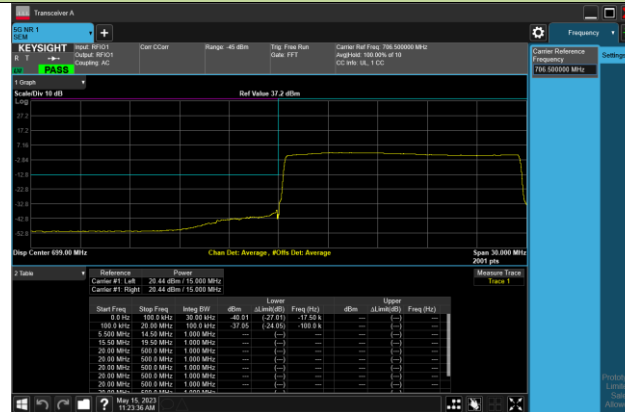 Transceiver A
5G NR 1
SEM
Frequency
KEYSIGHT
R T
PASS
Input: RFIO1
Output: RFIO1
Coupling: AC
Corr CCorr
Range: -45 dBm
Trig: Free Run
Gate: FFT
Carrier Ref Freq: 706.500000 MHz
Avg|Hold: 100.00% of 10
CC Info: UL, 1 CC
Carrier Reference
Frequency
706.500000 MHz
Settings
1 Graph
Scale/Div 10 dB
Ref Value 37.2 dBm
Log
27.2
17.2
7.16
-2.84
-12.8
-22.8
-32.8
-42.8
-52.8
Disp Center 699.00 MHz
Chan Det: Average , #Offs Det: Average
Span 30.000 MHz
2001 pts
2 Table
Reference Power
Carrier #1: Left 20.44 dBm / 15.000 MHz
Carrier #1: Right 20.44 dBm / 15.000 MHz
Measure Trace
Trace 1
Lower Upper
Start Freq Stop Freq Integ BW dBm ΔLimit(dB) Freq (Hz) dBm ΔLimit(dB) Freq (Hz)
0.0 Hz 100.0 kHz 30.00 kHz -40.01 (-27.01) -17.50 k --- (---) ---
100.0 kHz 20.00 MHz 100.0 kHz -37.05 (-24.05) -100.0 k --- (---) ---
5.500 MHz 14.50 MHz 1.000 MHz --- (---) --- --- (---) ---
15.50 MHz 19.50 MHz 1.000 MHz --- (---) --- --- (---) ---
20.00 MHz 500.0 MHz 1.000 MHz --- (---) --- --- (---) ---
20.00 MHz 500.0 MHz 1.000 MHz --- (---) --- --- (---) ---
20.00 MHz 500.0 MHz 1.000 MHz --- (---) --- --- (---) ---
20.00 MHz 500.0 MHz 1.000 MHz --- (---) --- --- (---) ---
20.00 MHz 500.0 MHz 1.000 MHz --- (---) --- --- (---) ---
May 15, 2023
11:23:36 AM